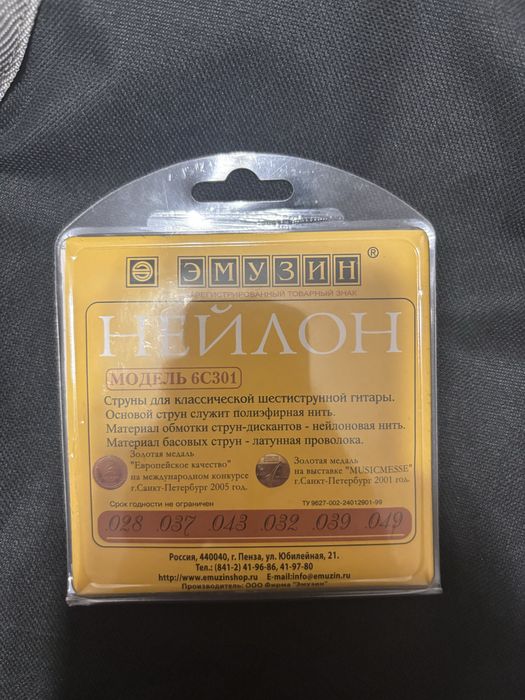 Э ЭМУЗИН ®
РЕГИСТРИРОВАННЫЙ ТОВАРНЫЙ ЗНАК
НЕЙЛОН
МОДЕЛЬ 6С301
Струны для классической шестиструнной гитары.
Основой струн служит полиэфирная нить.
Материал обмотки струн-дискантов - нейлоновая нить.
Материал басовых струн - латунная проволока.
Золотая медаль
"Европейское качество"
на международном конкурсе
г.Санкт-Петербург 2005 год.
Золотая медаль
на выставке "MUSICMESSE"
г.Санкт-Петербург 2001 год.
Срок годности не ограничен
ТУ 9627-002-24012901-99
.028 .037 .043 .032 .039 .049
Россия, 440040, г. Пенза, ул. Юбилейная, 21.
Тел.: (841-2) 41-96-86, 41-97-80
http://www.emuzinshop.ru E-mail:info@emuzin.ru
Производитель: ООО Фирма "Эмузин"